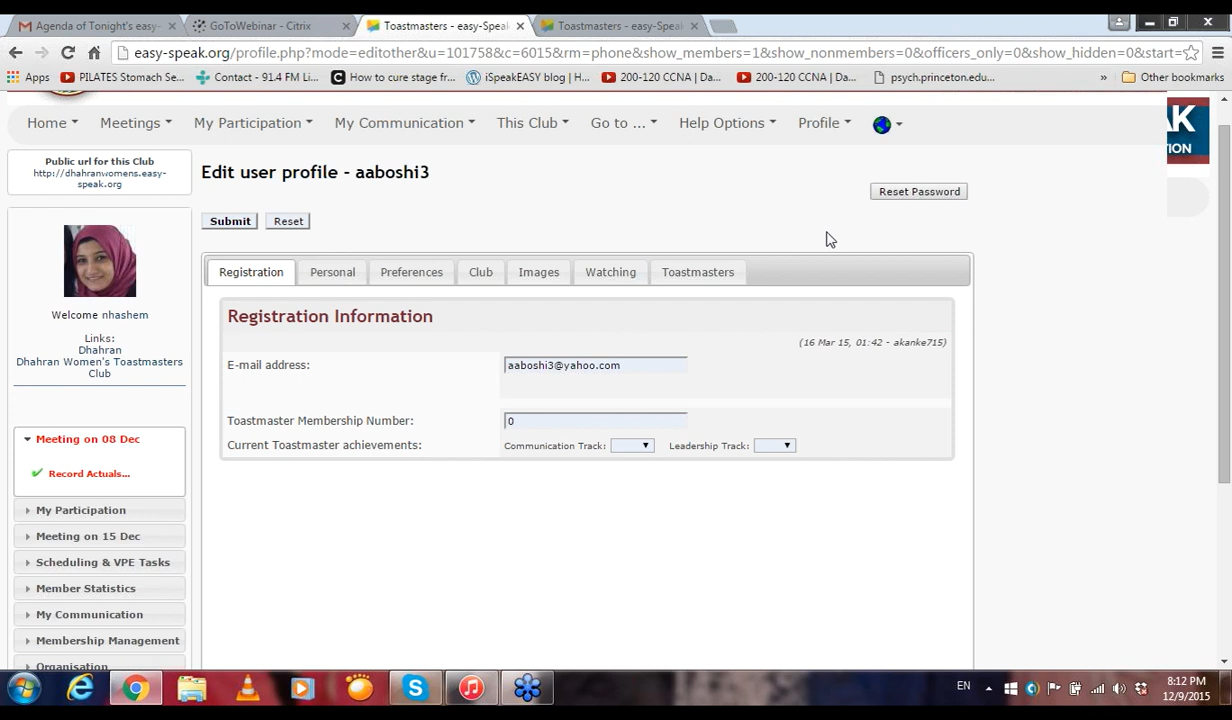 Agenda of Tonight's easy-
GoToWebinar - Citrix
Toastmasters - easy-Speak
Toastmasters - easy-Speak
easy-speak.org/profile.php?mode=editother&u=101758&c=6015&rm=phone&show_members=1&show_nonmembers=0&officers_only=0&show_hidden=0&start=
Apps
PILATES Stomach Se...
Contact - 91.4 FM Li...
How to cure stage fr...
iSpeakEASY blog | H...
200-120 CCNA | Da...
200-120 CCNA | Da...
psych.princeton.edu...
»
Other bookmarks
Home
Meetings
My Participation
My Communication
This Club
Go to ...
Help Options
Profile
AK
ION
Public url for this Club
http://dhahranwomens.easy-
speak.org
Edit user profile - aaboshi3
Reset Password
Submit
Reset
Registration
Personal
Preferences
Club
Images
Watching
Toastmasters
Registration Information
(16 Mar 15, 01:42 - akanke715)
E-mail address:
aaboshi3@yahoo.com
Toastmaster Membership Number:
0
Current Toastmaster achievements:
Communication Track:
Leadership Track:
Welcome nhashem
Links:
Dhahran
Dhahran Women's Toastmasters
Club
Meeting on 08 Dec
Record Actuals...
My Participation
Meeting on 15 Dec
Scheduling & VPE Tasks
Member Statistics
My Communication
Membership Management
Organisation
EN
8:12 PM
12/9/2015